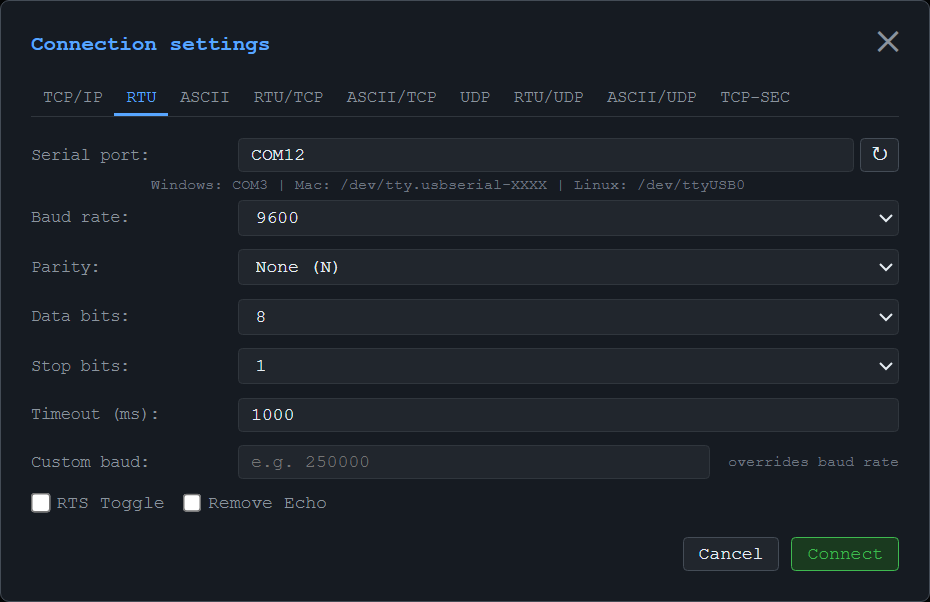 Connection settings
TCP/IP RTU ASCII RTU/TCP ASCII/TCP UDP RTU/UDP ASCII/UDP TCP-SEC
Serial port: COM12 ↻
Windows: COM3 | Mac: /dev/tty.usbserial-XXXX | Linux: /dev/ttyUSB0
Baud rate: 9600
Parity: None (N)
Data bits: 8
Stop bits: 1
Timeout (ms): 1000
Custom baud: e.g. 250000 overrides baud rate
RTS Toggle Remove Echo
Cancel Connect